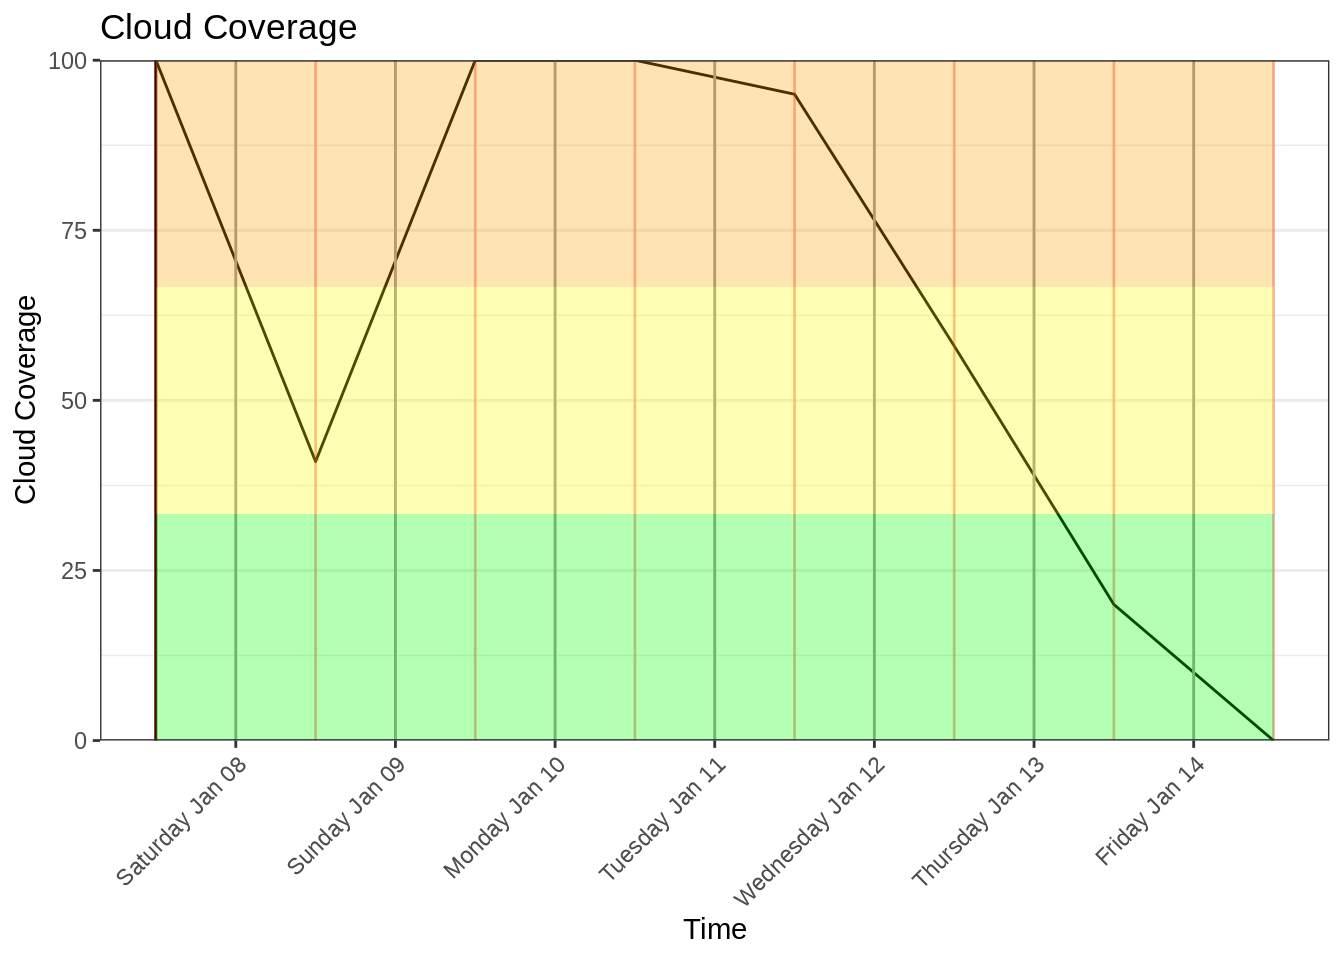 Cloud Coverage
100
75
50
25
0
Cloud Coverage
Saturday Jan 08
Sunday Jan 09
Monday Jan 10
Tuesday Jan 11
Wednesday Jan 12
Thursday Jan 13
Friday Jan 14
Time